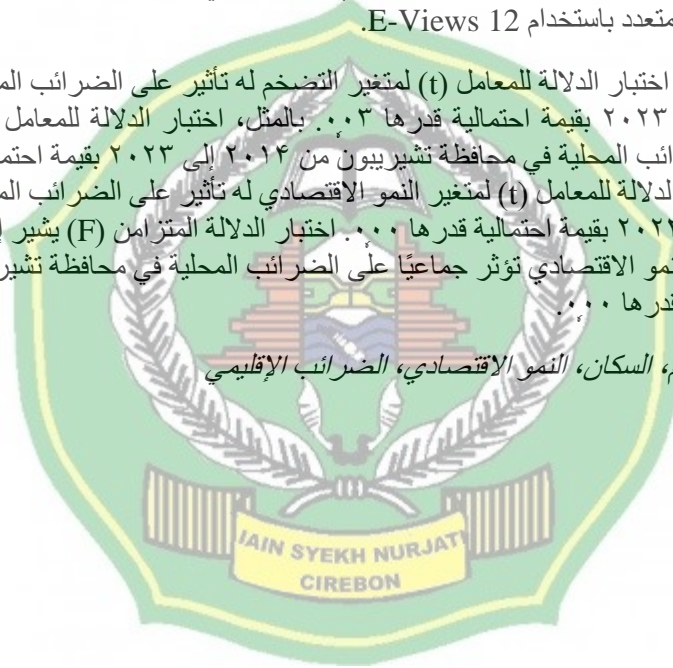 متعدد باستخدام E-Views 12.
اختبار الدلالة للمعامل (t) لمتغير التضخم له تأثير على الضرائب الم
٢٠٢٣ بقيمة احتمالية قدرها ٠.٠٣. بالمثل، اختبار الدلالة للمعامل
ائب المحلية في محافظة تشيريبون من ٢٠١۴ إلى ٢٠٢٣ بقيمة احتم
الدلالة للمعامل (t) لمتغير النمو الاقتصادي له تأثير على الضرائب الم
بقيمة احتمالية قدرها ٠.٠٠. اختبار الدلالة المتزامن (F) يشير إ
نمو الاقتصادي تؤثر جماعيًا على الضرائب المحلية في محافظة تشير
قدرها ٠.٠٠.
م، السكان، النمو الاقتصادي، الضرائب الإقليمي
IAIN SYEKH NURJATI
CIREBON